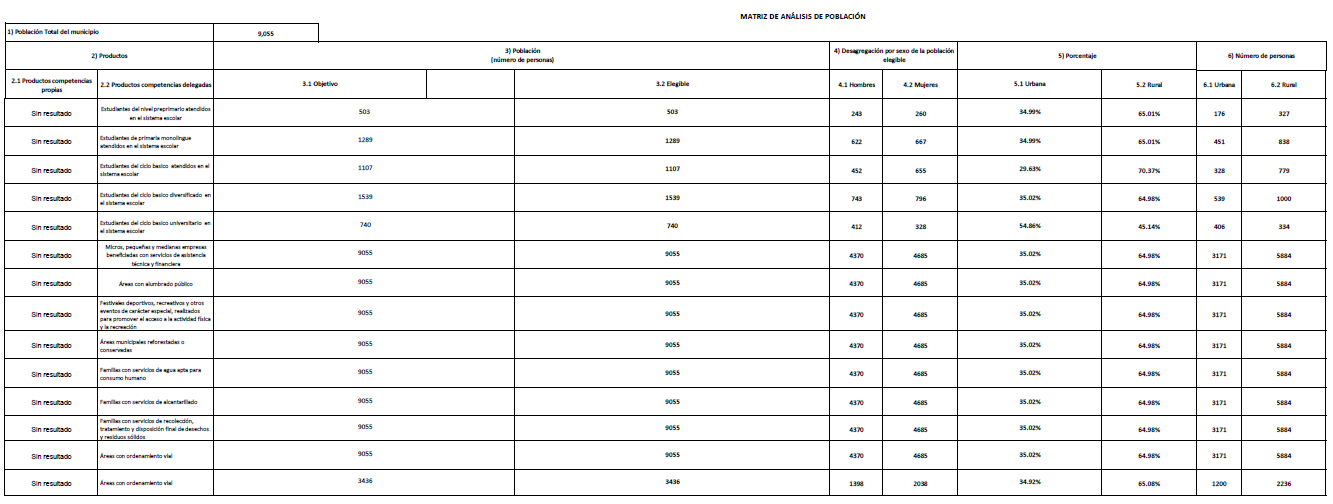 MATRIZ DE ANÁLISIS DE POBLACIÓN
1) Población Total del municipio 9,055
2) Productos 3) Población (número de personas) 4) Desagregación por sexo de la población elegible 5) Porcentaje 6) Número de personas
2.1 Productos competencias propias 2.2 Productos competencias delegadas 3.1 Objetivo 3.2 Elegible 4.1 Hombres 4.2 Mujeres 5.1 Urbana 5.2 Rural 6.1 Urbana 6.2 Rural
Sin resultado Estudiantes del nivel preprimario atendidos en el sistema escolar 503 503 243 260 34.99% 65.01% 176 327
Sin resultado Estudiantes de primaria monolingue atendidos en el sistema escolar 1289 1289 622 667 34.99% 65.01% 451 838
Sin resultado Estudiantes del ciclo basico atendidos en el sistema escolar 1107 1107 452 655 29.63% 70.37% 328 779
Sin resultado Estudiantes del ciclo basico diversificado en el sistema escolar 1539 1539 743 796 35.02% 64.98% 539 1000
Sin resultado Estudiantes del ciclo basico universitario en el sistema escolar 740 740 412 328 54.86% 45.14% 406 334
Sin resultado Micros, pequeñas y medianas empresas beneficiadas con servicios de asistencia técnica y financiera 9055 9055 4370 4685 35.02% 64.98% 3171 5884
Sin resultado Áreas con alumbrado público 9055 9055 4370 4685 35.02% 64.98% 3171 5884
Sin resultado Festivales deportivos, recreativos y otros eventos de carácter especial, realizados para promover el acceso a la actividad física y la recreación 9055 9055 4370 4685 35.02% 64.98% 3171 5884
Sin resultado Áreas municipales reforestadas o conservadas 9055 9055 4370 4685 35.02% 64.98% 3171 5884
Sin resultado Familias con servicios de agua apta para consumo humano 9055 9055 4370 4685 35.02% 64.98% 3171 5884
Sin resultado Familias con servicios de alcantarillado 9055 9055 4370 4685 35.02% 64.98% 3171 5884
Sin resultado Familias con servicios de recolección, tratamiento y disposición final de desechos y residuos sólidos 9055 9055 4370 4685 35.02% 64.98% 3171 5884
Sin resultado Áreas con ordenamiento vial 9055 9055 4370 4685 35.02% 64.98% 3171 5884
Sin resultado Áreas con ordenamiento vial 3436 3436 1398 2038 34.92% 65.08% 1200 2236